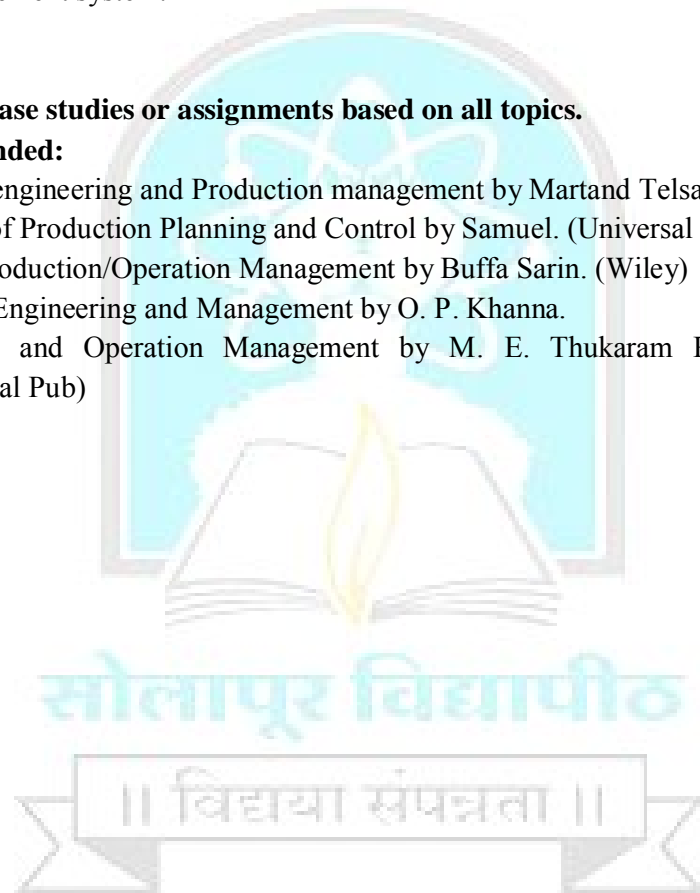 ase studies or assignments based on all topics.
nded:
engineering and Production management by Martand Telsa
of Production Planning and Control by Samuel. (Universal
oduction/Operation Management by Buffa Sarin. (Wiley)
Engineering and Management by O. P. Khanna.
and Operation Management by M. E. Thukaram
al Pub)
सोलापूर विद्यापीठ
|| विद्यया संपन्नता ||